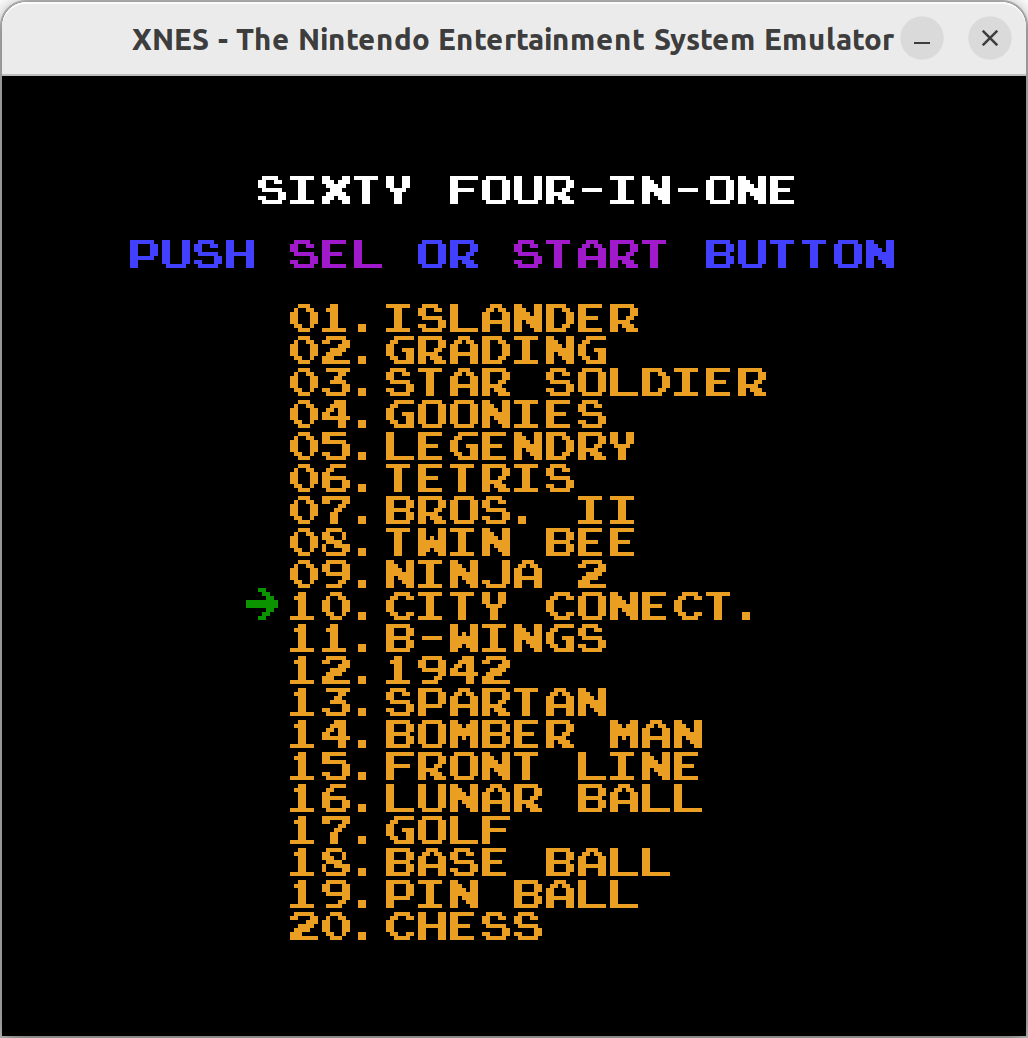 XNES - The Nintendo Entertainment System Emulator
SIXTY FOUR-IN-ONE
PUSH SEL OR START BUTTON
01. ISLANDER
02. GRADING
03. STAR SOLDIER
04. GOONIES
05. LEGENDRY
06. TETRIS
07. BROS. II
08. TWIN BEE
09. NINJA 2
10. CITY CONECT.
11. B-WINGS
12. 1942
13. SPARTAN
14. BOMBER MAN
15. FRONT LINE
16. LUNAR BALL
17. GOLF
18. BASE BALL
19. PIN BALL
20. CHESS